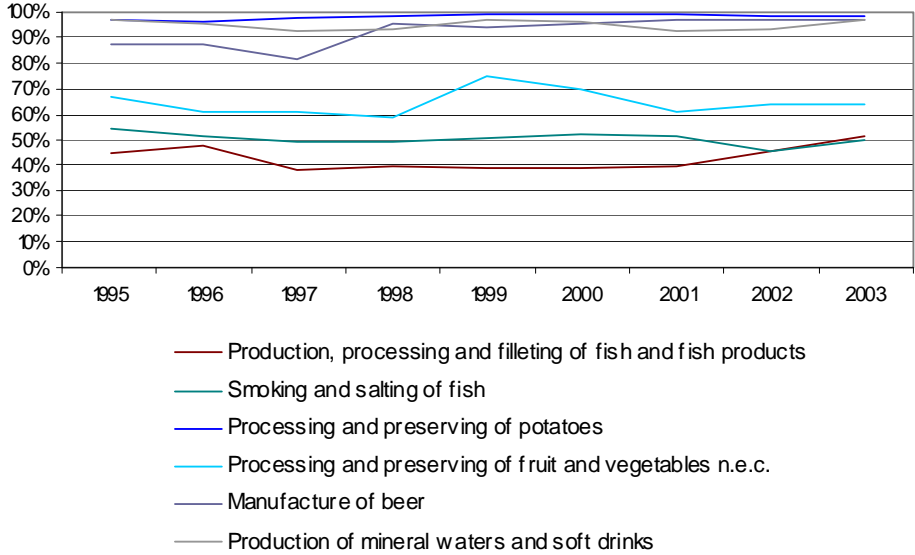 100%
90%
80%
70%
60%
50%
40%
30%
20%
10%
0%
1995 1996 1997 1998 1999 2000 2001 2002 2003
Production, processing and filleting of fish and fish products
Smoking and salting of fish
Processing and preserving of potatoes
Processing and preserving of fruit and vegetables n.e.c.
Manufacture of beer
Production of mineral waters and soft drinks